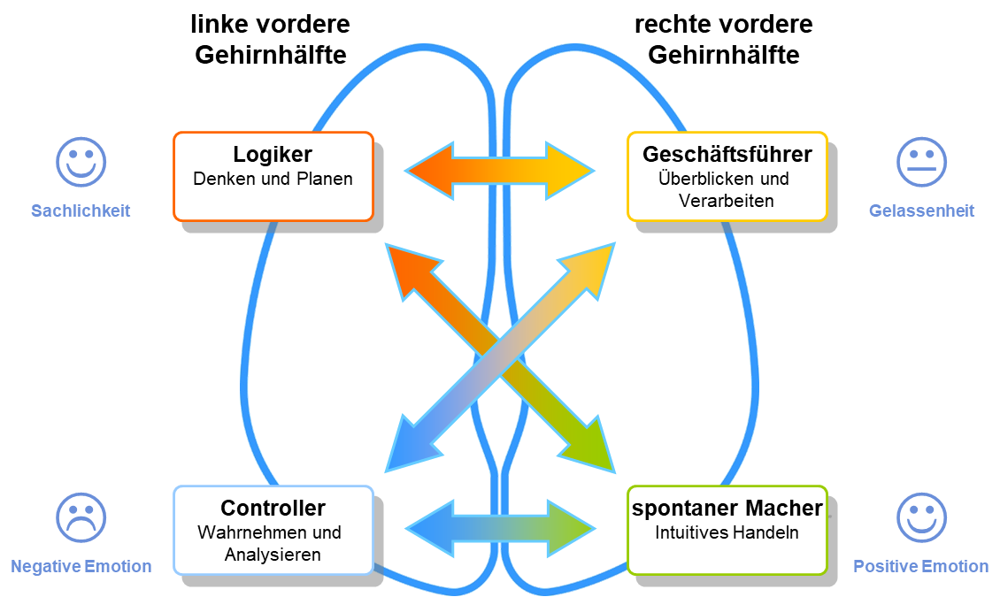 linke vordere
Gehirnhälfte
rechte vordere
Gehirnhälfte
Logiker
Denken und Planen
Geschäftsführer
Überblicken und
Verarbeiten
Sachlichkeit
Gelassenheit
Controller
Wahrnehmen und
Analysieren
spontaner Macher
Intuitives Handeln
Negative Emotion
Positive Emotion